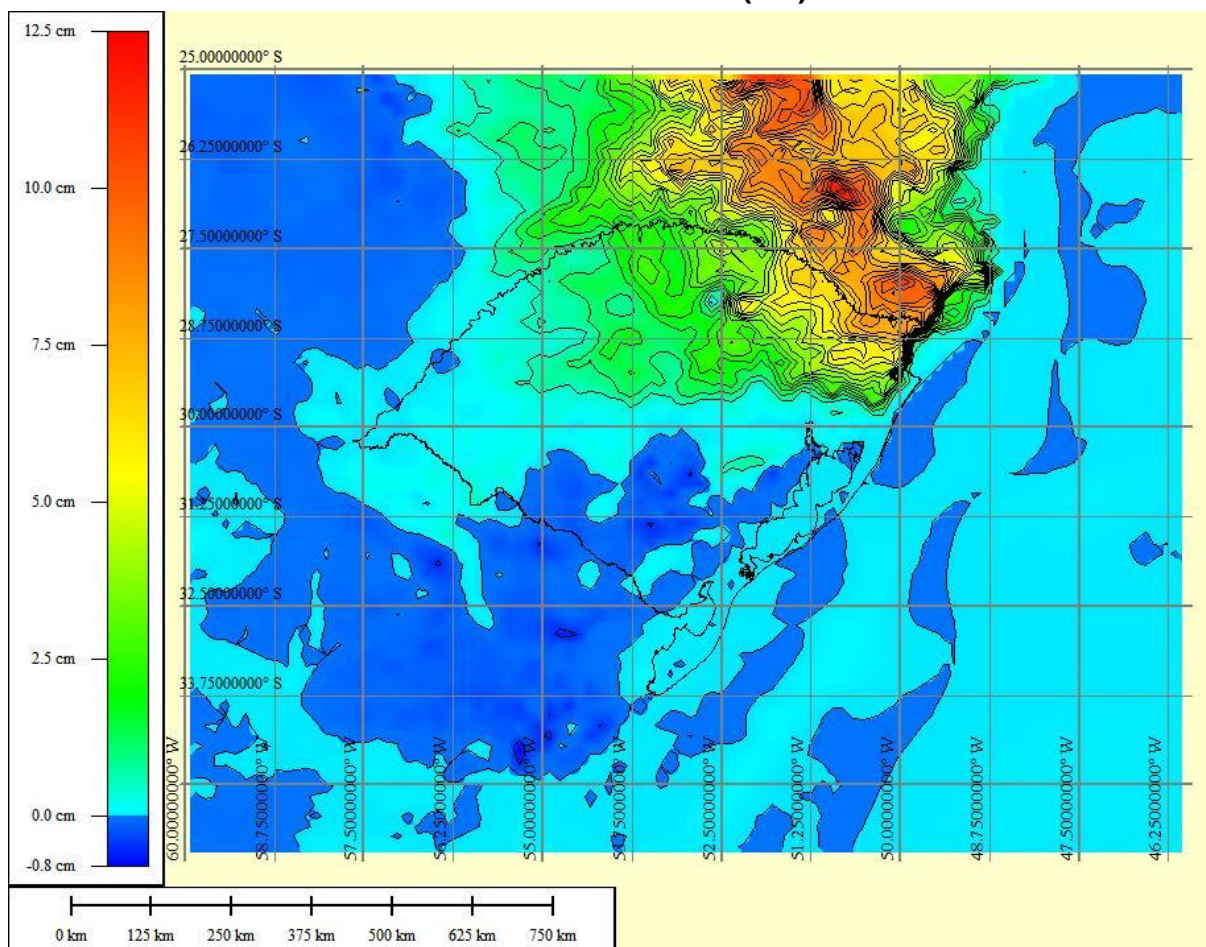 12.5 cm
10.0 cm
7.5 cm
5.0 cm
2.5 cm
0.0 cm
-0.8 cm
25.00000000° S
26.25000000° S
27.50000000° S
28.75000000° S
30.00000000° S
31.25000000° S
32.50000000° S
33.75000000° S
60.00000000° W
58.75000000° W
57.50000000° W
56.25000000° W
55.00000000° W
53.75000000° W
52.50000000° W
51.25000000° W
50.00000000° W
48.75000000° W
47.50000000° W
46.25000000° W
0 km 125 km 250 km 375 km 500 km 625 km 750 km